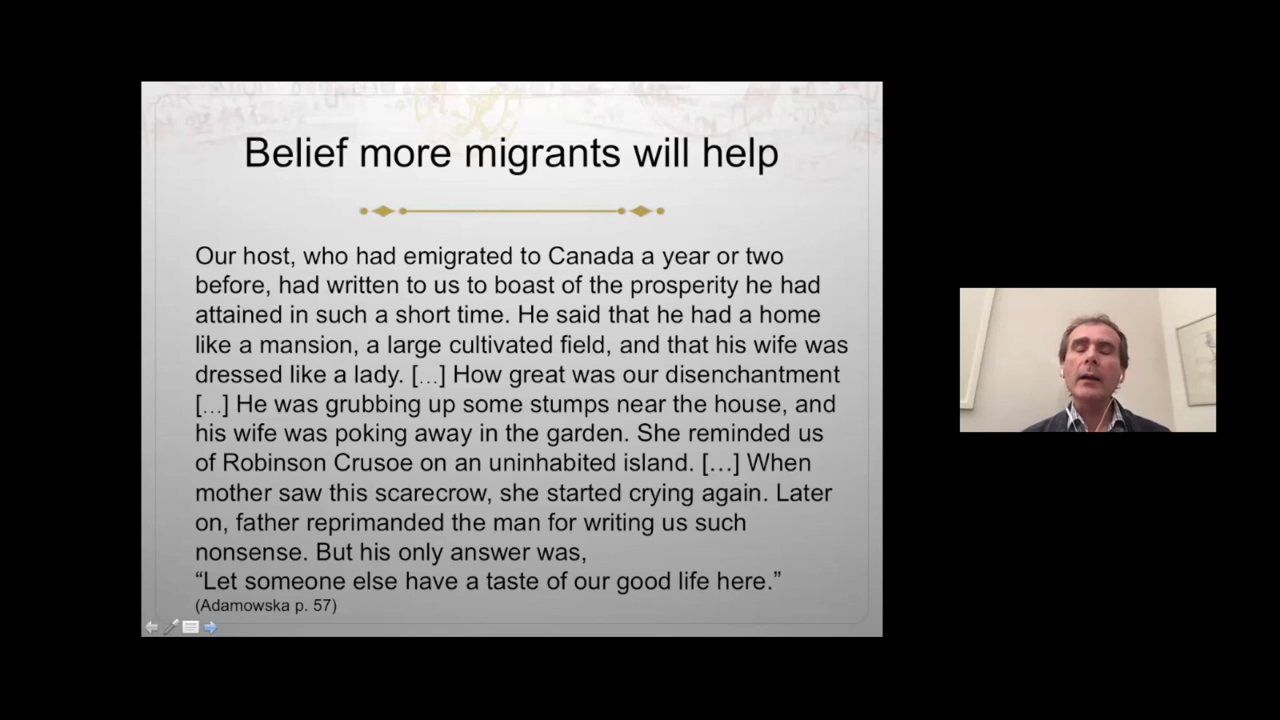 Belief more migrants will help
Our host, who had emigrated to Canada a year or two
before, had written to us to boast of the prosperity he had
attained in such a short time. He said that he had a home
like a mansion, a large cultivated field, and that his wife was
dressed like a lady. […] How great was our disenchantment
[…] He was grubbing up some stumps near the house, and
his wife was poking away in the garden. She reminded us
of Robinson Crusoe on an uninhabited island. […] When
mother saw this scarecrow, she started crying again. Later
on, father reprimanded the man for writing us such
nonsense. But his only answer was,
“Let someone else have a taste of our good life here.”
(Adamowska p. 57)